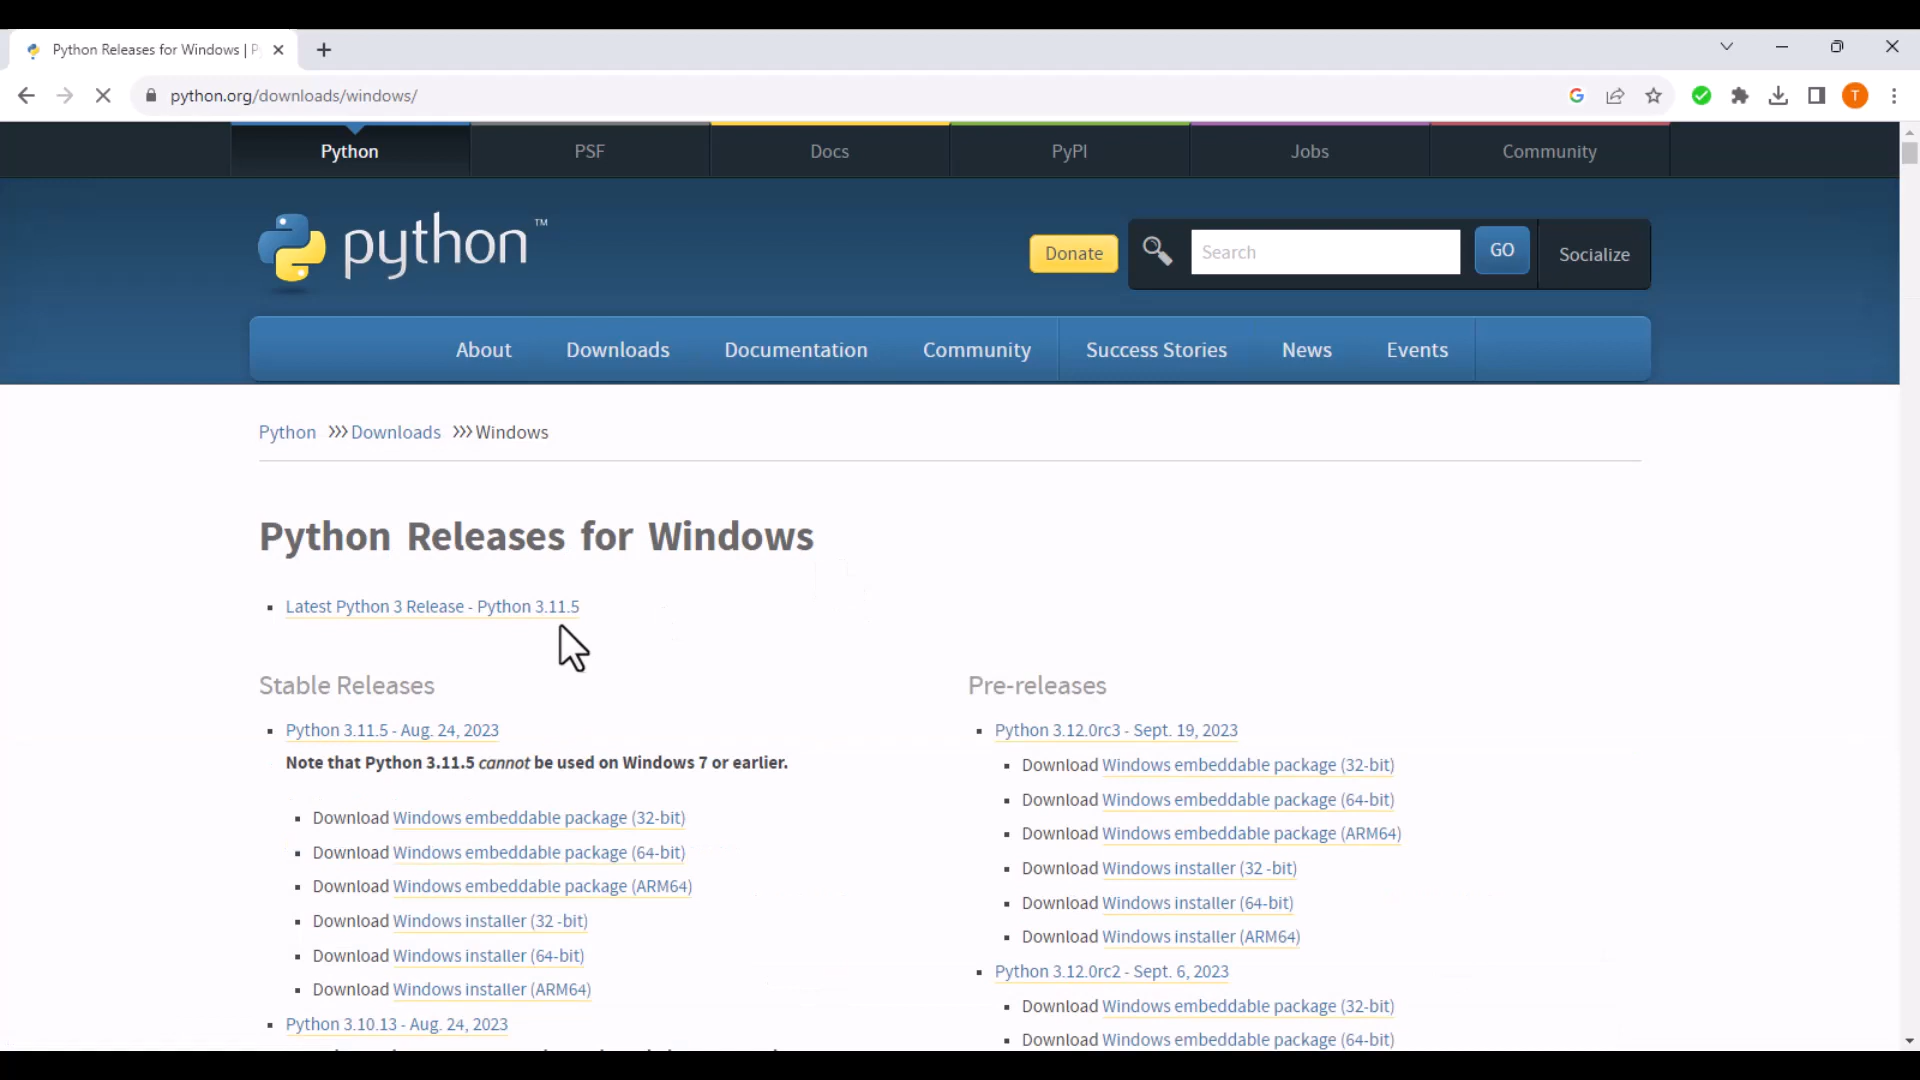 Python Releases for Windows | P
python.org/downloads/windows/
T
Python
PSF
Docs
PyPI
Jobs
Community
python™
Donate
Search
GO
Socialize
About
Downloads
Documentation
Community
Success Stories
News
Events
Python >>> Downloads >>> Windows
Python Releases for Windows
Latest Python 3 Release - Python 3.11.5
Stable Releases
Python 3.11.5 - Aug. 24, 2023
Note that Python 3.11.5 cannot be used on Windows 7 or earlier.
Download Windows embeddable package (32-bit)
Download Windows embeddable package (64-bit)
Download Windows embeddable package (ARM64)
Download Windows installer (32 -bit)
Download Windows installer (64-bit)
Download Windows installer (ARM64)
Python 3.10.13 - Aug. 24, 2023
Pre-releases
Python 3.12.0rc3 - Sept. 19, 2023
Download Windows embeddable package (32-bit)
Download Windows embeddable package (64-bit)
Download Windows embeddable package (ARM64)
Download Windows installer (32 -bit)
Download Windows installer (64-bit)
Download Windows installer (ARM64)
Python 3.12.0rc2 - Sept. 6, 2023
Download Windows embeddable package (32-bit)
Download Windows embeddable package (64-bit)